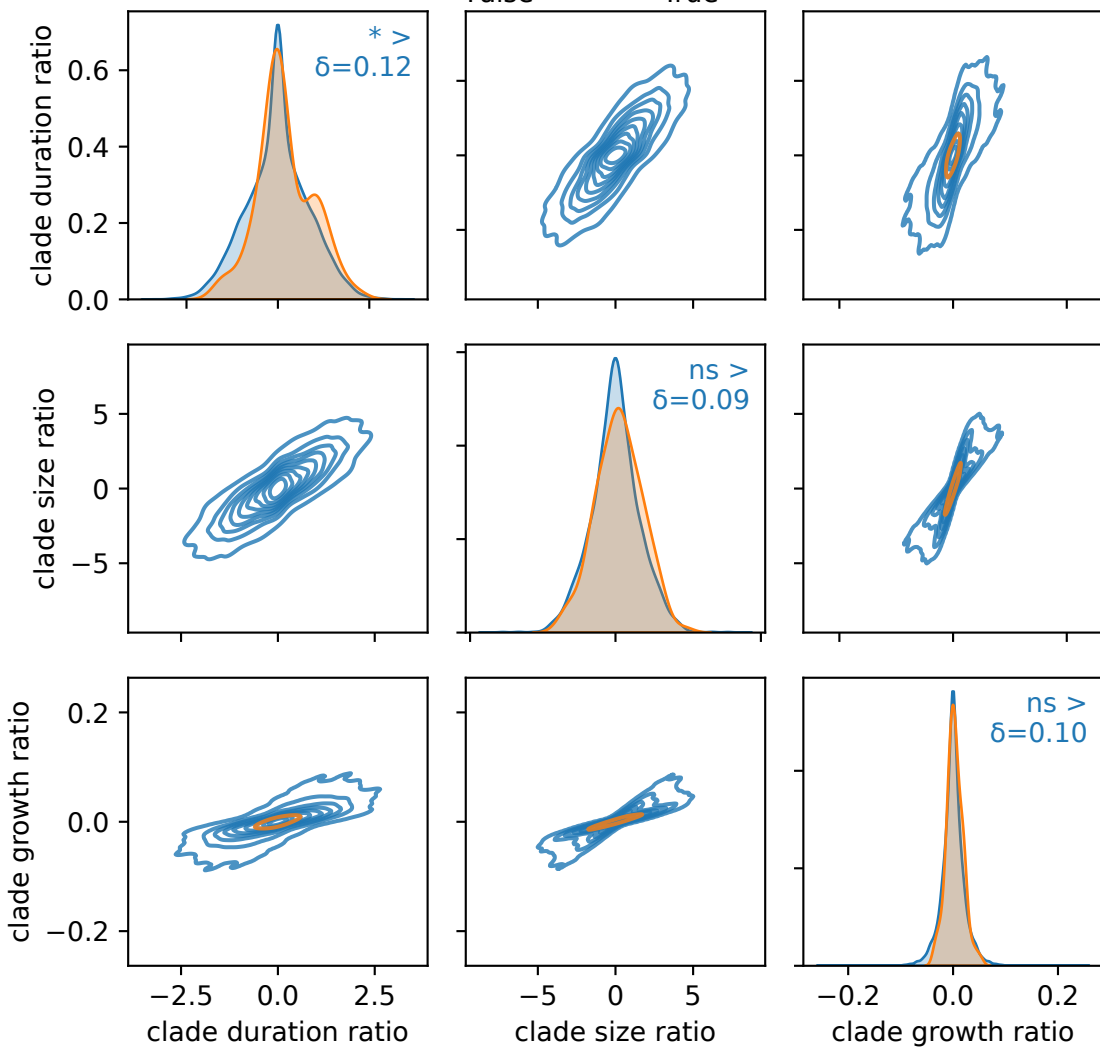 0.6
0.4
0.2
0.0
clade duration ratio
* >
δ=0.12
5
0
−5
clade size ratio
ns >
δ=0.09
0.2
0.0
−0.2
clade growth ratio
ns >
δ=0.10
−2.5 0.0 2.5
−5 0 5
−0.2 0.0 0.2
clade duration ratio
clade size ratio
clade growth ratio